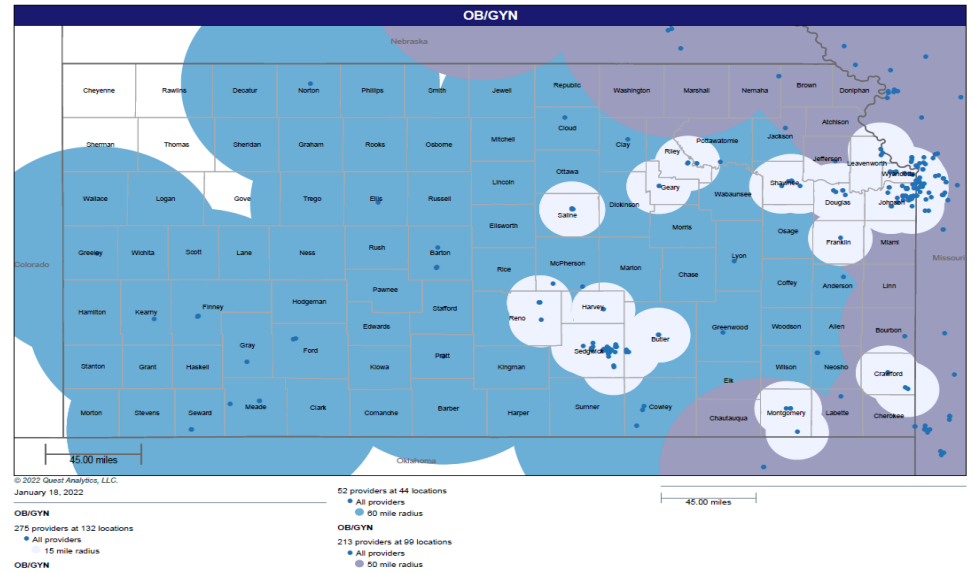 OB/GYN
Nebraska
Cheyenne Rawlins Decatur Norton Phillips Smith Jewell Republic Washington Marshall Nemaha Brown Doniphan
Cloud
Atchison
Sherman Thomas Sheridan Graham Rooks Osborne Mitchell Clay Riley Pottawatomie Jackson Jefferson Leavenworth
Wallace Logan Gove Trego Ellis Russell Lincoln Ottawa Dickinson Geary Wabaunsee Shawnee Douglas Johnson Wyandotte
Saline
Ellsworth Morris Osage Franklin Miami
Colorado Greeley Wichita Scott Lane Ness Rush Barton Rice McPherson Marion Chase Lyon Missouri
Hamilton Kearny Finney Hodgeman Pawnee Stafford Reno Harvey Coffey Anderson Linn
Gray Ford Edwards Greenwood Woodson Allen Bourbon
Stanton Grant Haskell Kiowa Pratt Kingman Sedgwick Butler Elk Wilson Neosho Crawford
Morton Stevens Seward Meade Clark Comanche Barber Harper Sumner Cowley Chautauqua Montgomery Labette Cherokee
45.00 miles
Oklahoma
© 2022 Quest Analytics, LLC.
January 18, 2022
OB/GYN
275 providers at 132 locations
All providers
15 mile radius
OB/GYN
52 providers at 44 locations
All providers
60 mile radius
OB/GYN
213 providers at 99 locations
All providers
50 mile radius
45.00 miles